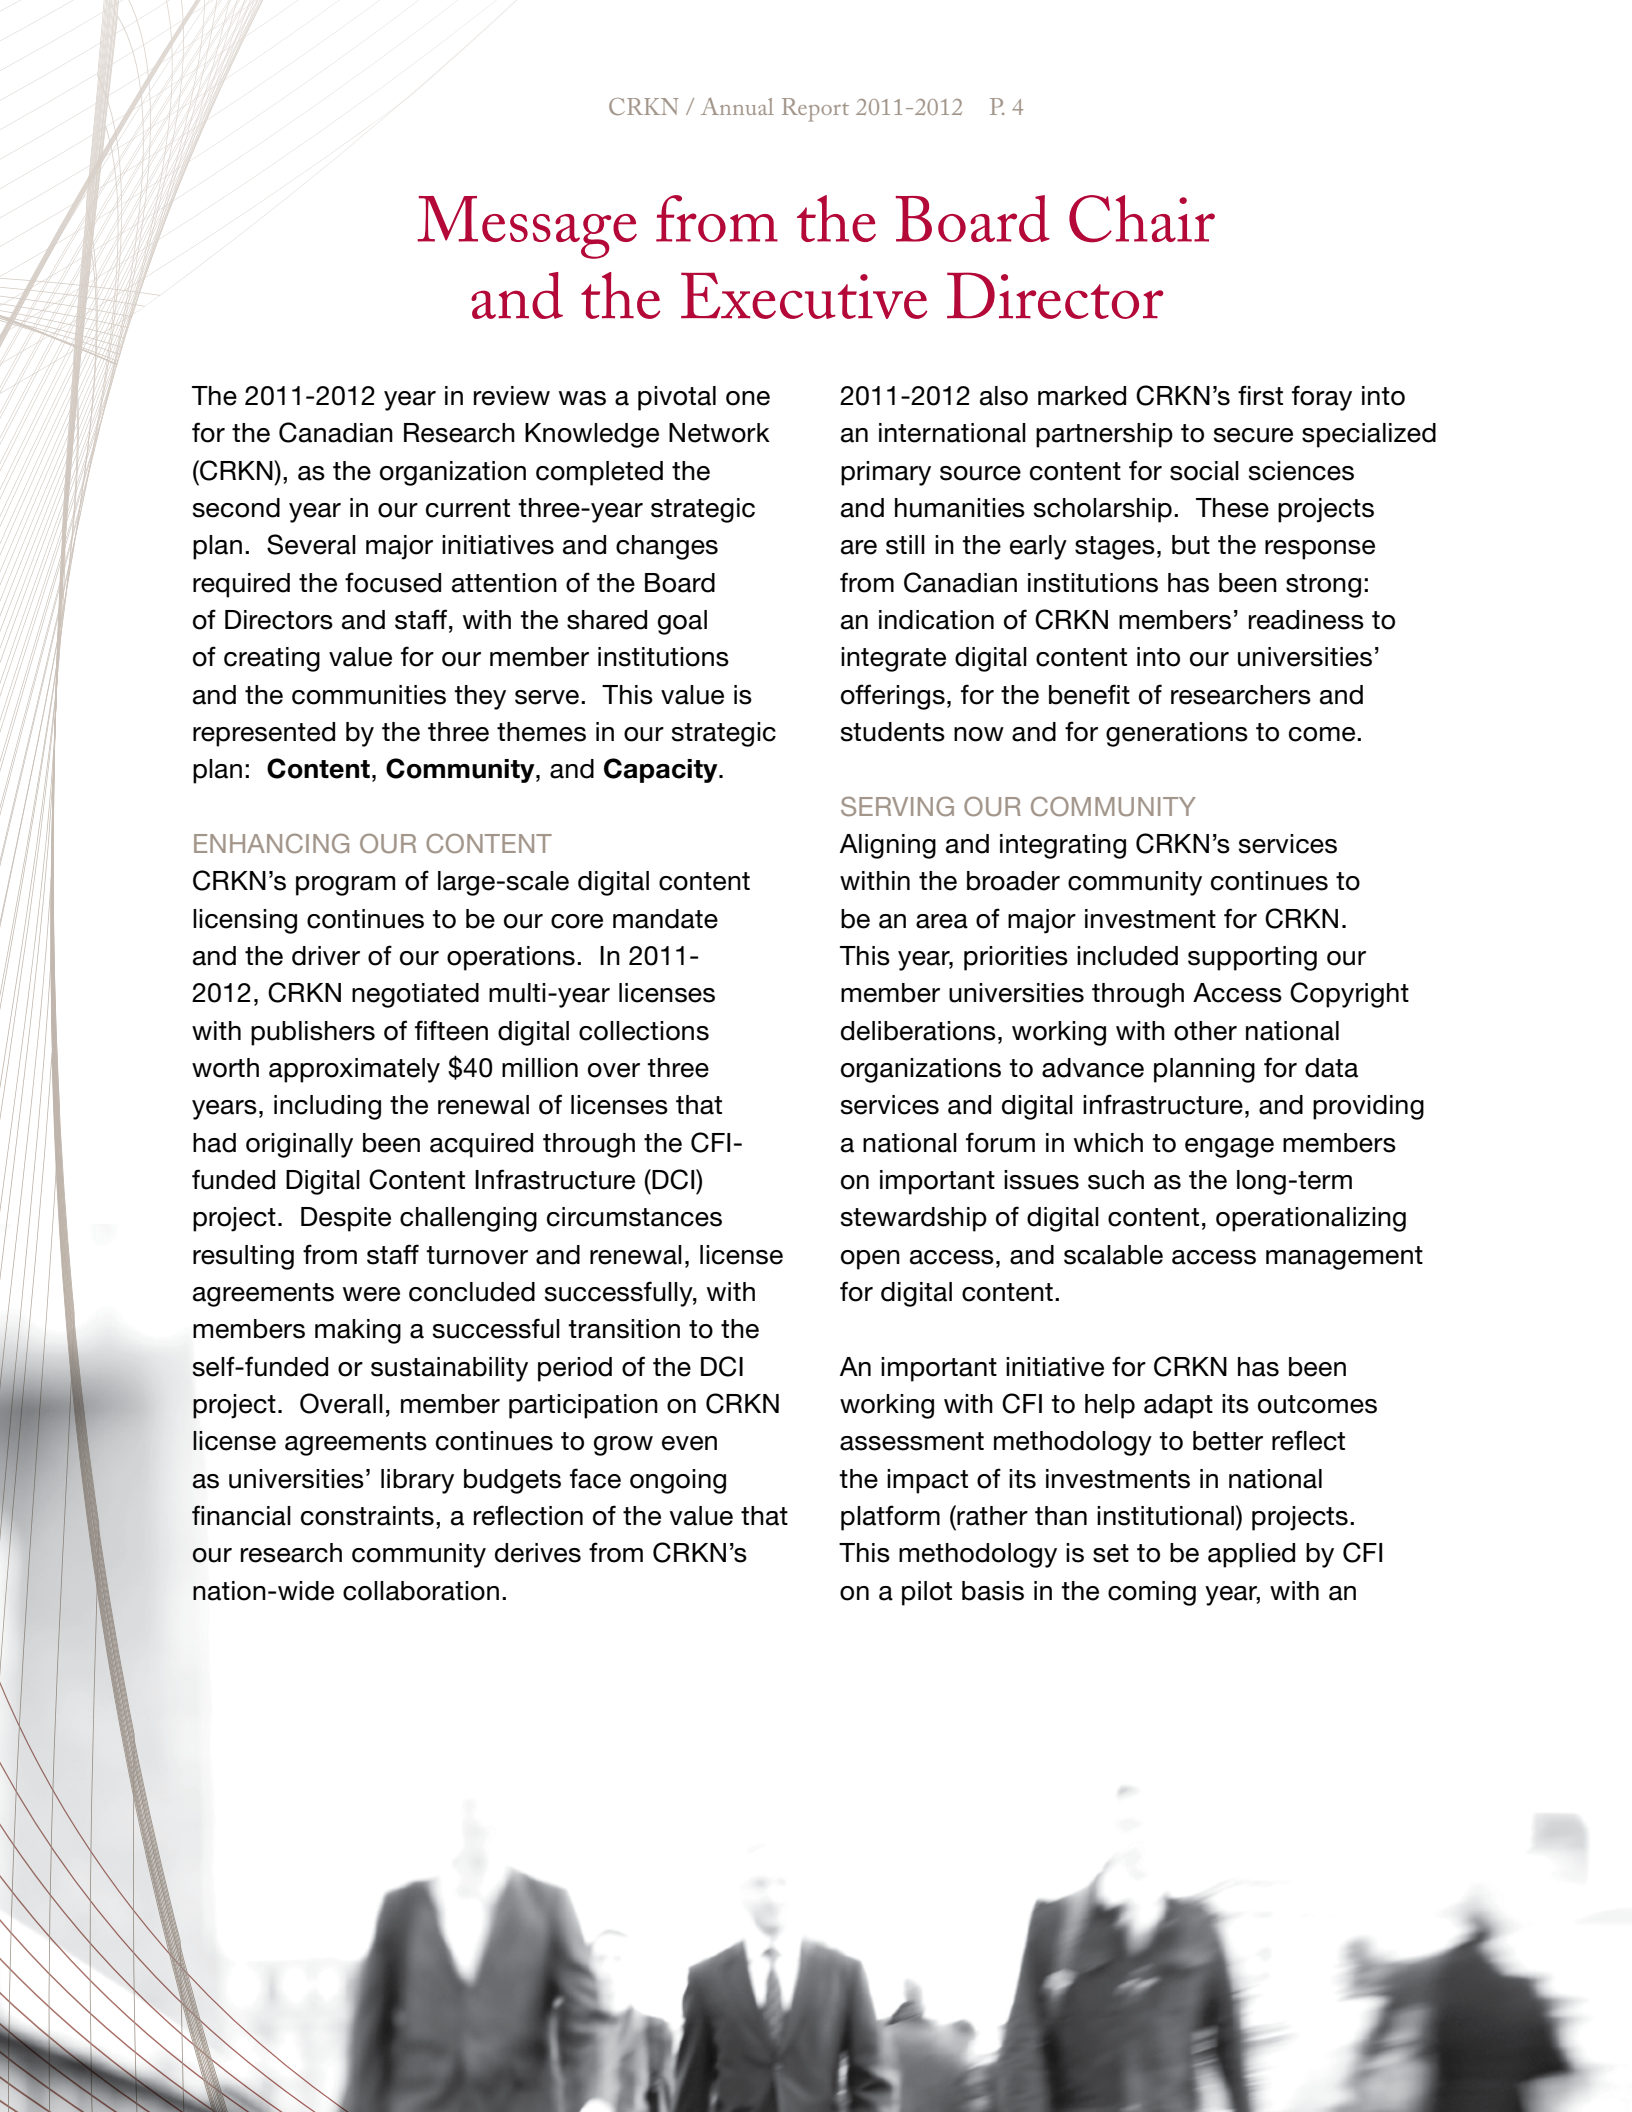 CRKN / Annual Report 2011-2012 P. 4
Message from the Board Chair
and the Executive Director
The 2011-2012 year in review was a pivotal one
for the Canadian Research Knowledge Network
(CRKN), as the organization completed the
second year in our current three-year strategic
plan.  Several major initiatives and changes
required the focused attention of the Board
of Directors and staff, with the shared goal
of creating value for our member institutions
and the communities they serve.  This value is
represented by the three themes in our strategic
plan:  Content, Community, and Capacity.
ENHANCING OUR CONTENT
CRKN’s program of large-scale digital content
licensing continues to be our core mandate
and the driver of our operations.  In 2011-
2012, CRKN negotiated multi-year licenses
with publishers of fifteen digital collections
worth approximately $40 million over three
years, including the renewal of licenses that
had originally been acquired through the CFI-
funded Digital Content Infrastructure (DCI)
project.  Despite challenging circumstances
resulting from staff turnover and renewal, license
agreements were concluded successfully, with
members making a successful transition to the
self-funded or sustainability period of the DCI
project.  Overall, member participation on CRKN
license agreements continues to grow even
as universities’ library budgets face ongoing
financial constraints, a reflection of the value that
our research community derives from CRKN’s
nation-wide collaboration.
2011-2012 also marked CRKN’s first foray into
an international partnership to secure specialized
primary source content for social sciences
and humanities scholarship.  These projects
are still in the early stages, but the response
from Canadian institutions has been strong:
an indication of CRKN members’ readiness to
integrate digital content into our universities’
offerings, for the benefit of researchers and
students now and for generations to come.
SERVING OUR COMMUNITY
Aligning and integrating CRKN’s services
within the broader community continues to
be an area of major investment for CRKN.
This year, priorities included supporting our
member universities through Access Copyright
deliberations, working with other national
organizations to advance planning for data
services and digital infrastructure, and providing
a national forum in which to engage members
on important issues such as the long-term
stewardship of digital content, operationalizing
open access, and scalable access management
for digital content.
An important initiative for CRKN has been
working with CFI to help adapt its outcomes
assessment methodology to better reflect
the impact of its investments in national
platform (rather than institutional) projects.
This methodology is set to be applied by CFI
on a pilot basis in the coming year, with an